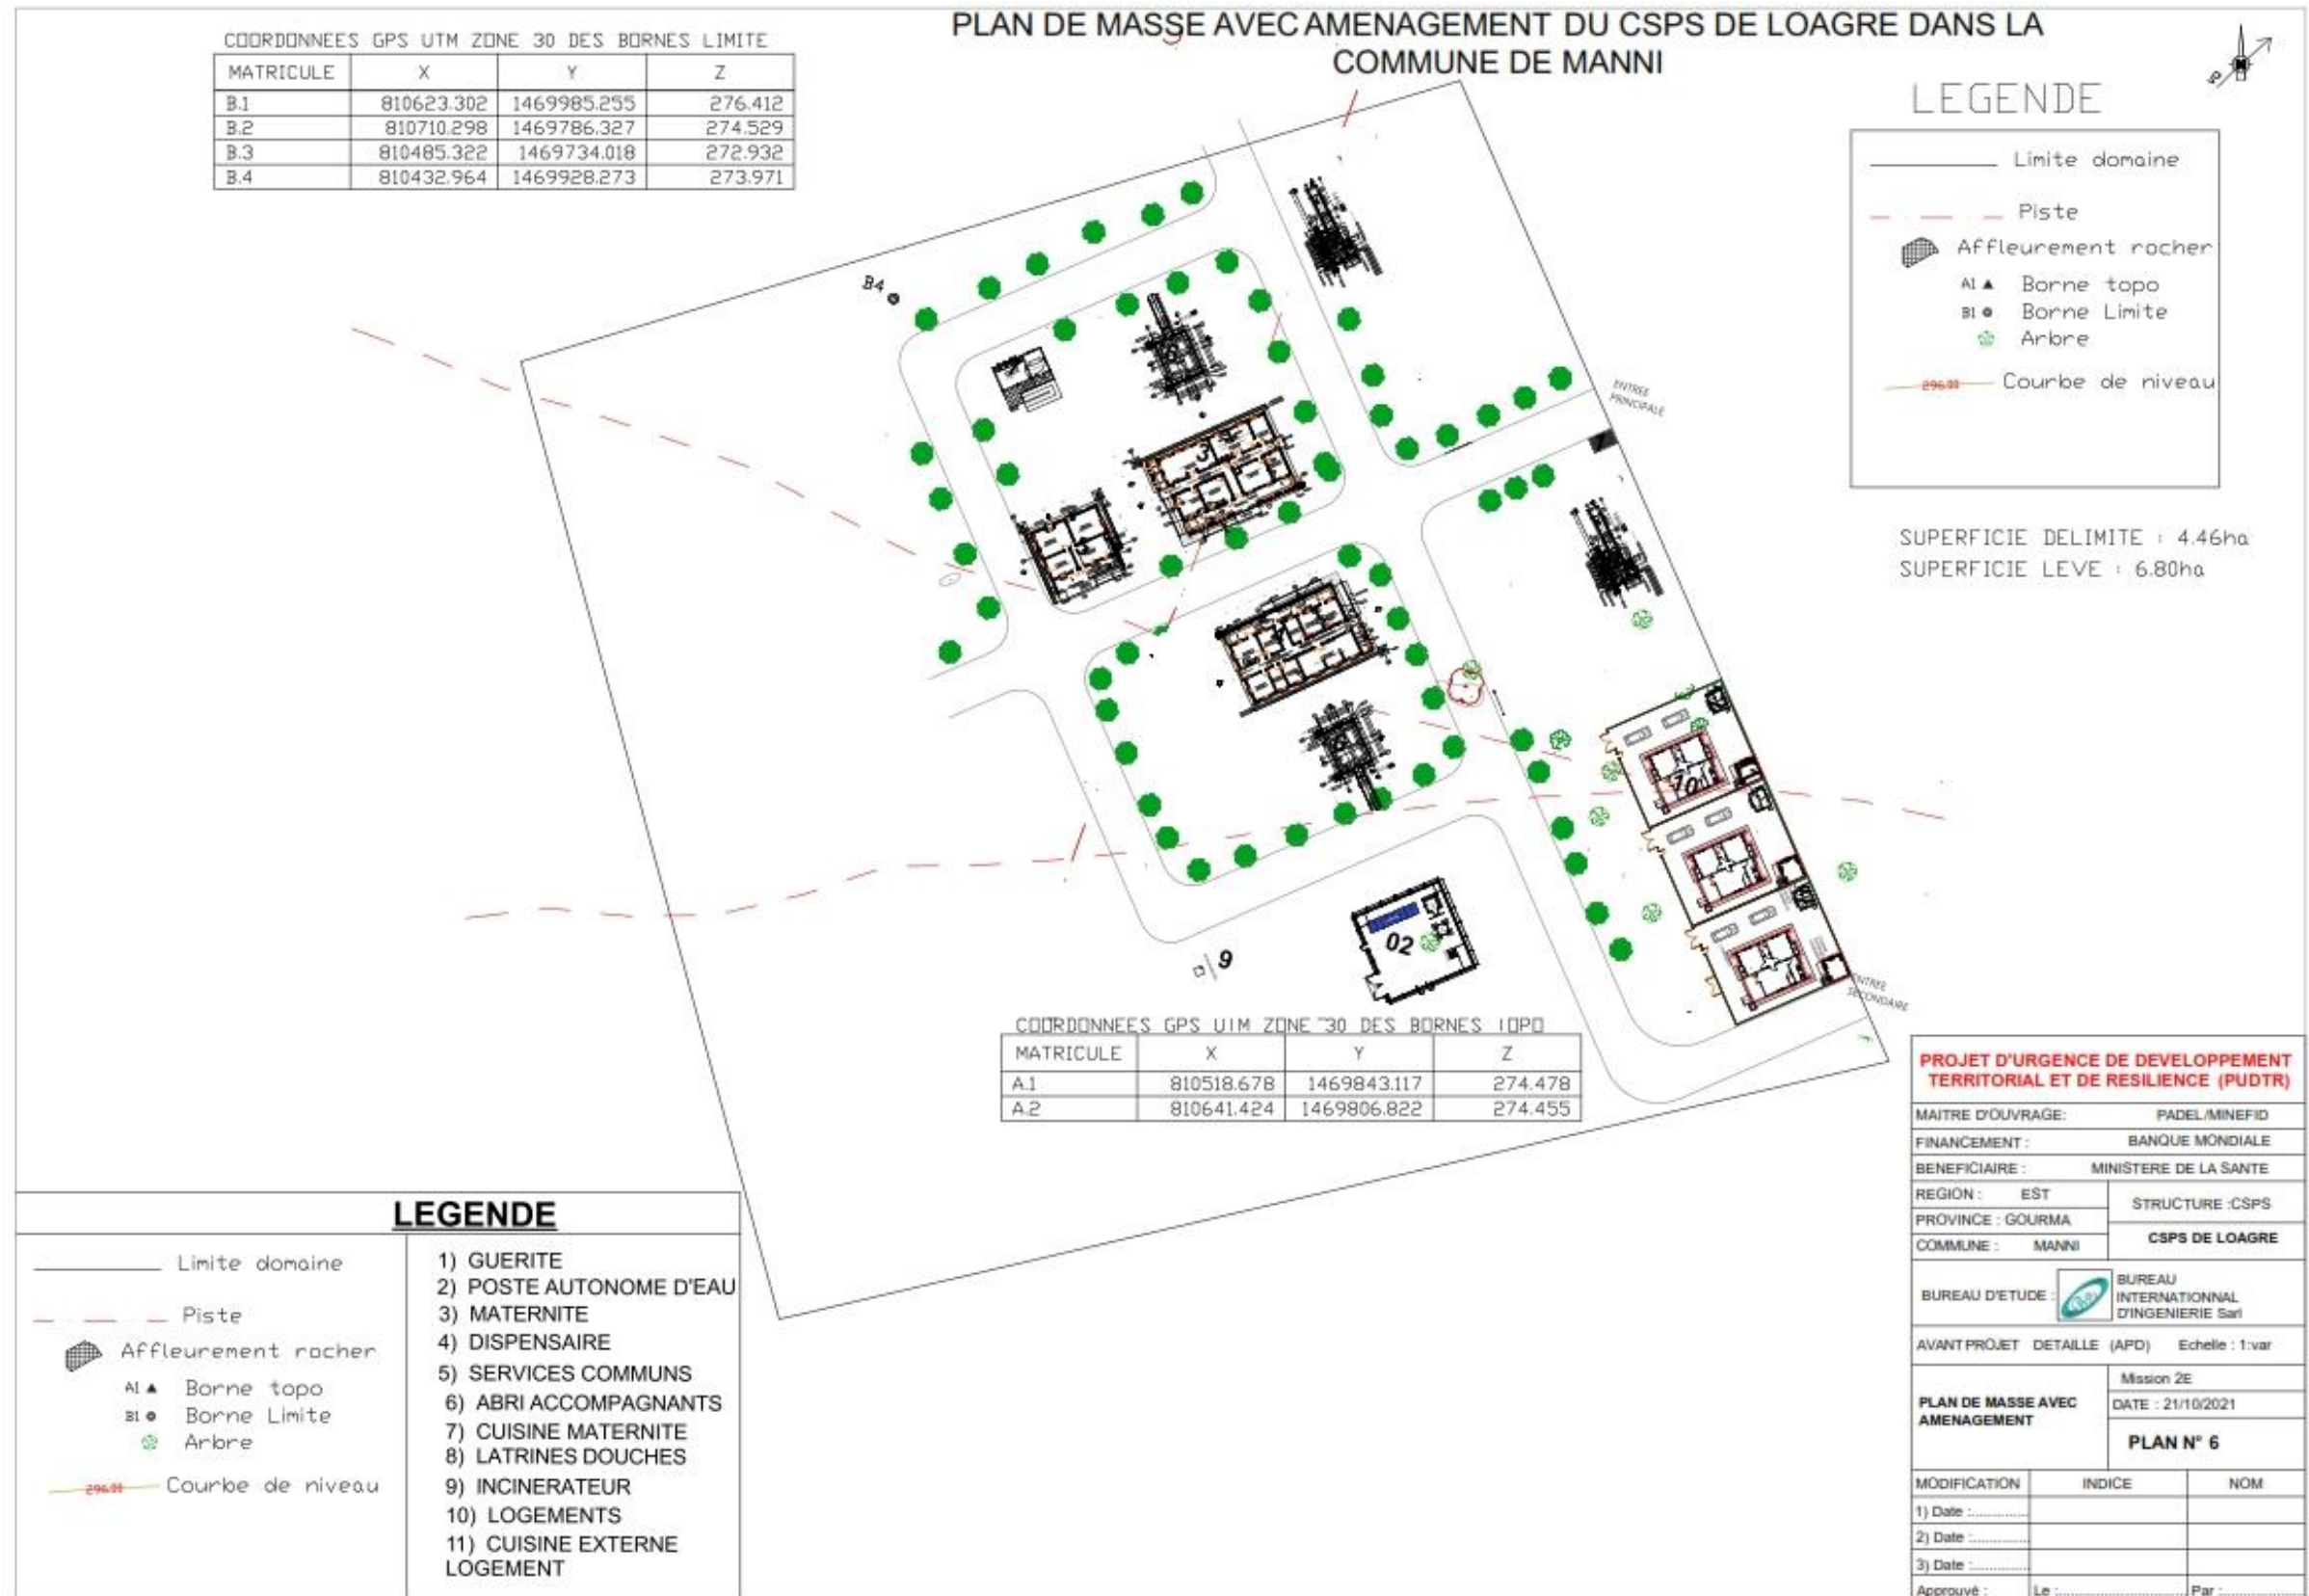 PLAN DE MASSE AVEC AMENAGEMENT DU CSPS DE LOAGRE DANS LA
COMMUNE DE MANNI
COORDONNEES GPS UTM ZONE 30 DES BORNES LIMITE
MATRICULE X Y Z
B.1 810623.302 1469985.255 276.412
B.2 810710.298 1469786.327 274.529
B.3 810485.322 1469734.018 272.932
B.4 810432.964 1469928.273 273.971
LEGENDE
Limite domaine
Piste
Affleurement rocher
A1 Borne topo
B1 Borne Limite
Arbre
296.00 Courbe de niveau
SUPERFICIE DELIMITE : 4.46ha
SUPERFICIE LEVE : 6.80ha
B4
ENTREE
PRINCIPALE
3
10
02
9
ENTREE
SECONDAIRE
COORDONNEES GPS UTM ZONE 30 DES BORNES TOPO
MATRICULE X Y Z
A.1 810518.678 1469843.117 274.478
A.2 810641.424 1469806.822 274.455
LEGENDE
Limite domaine
Piste
Affleurement rocher
A1 Borne topo
B1 Borne Limite
Arbre
296.00 Courbe de niveau
1) GUERITE
2) POSTE AUTONOME D'EAU
3) MATERNITE
4) DISPENSAIRE
5) SERVICES COMMUNS
6) ABRI ACCOMPAGNANTS
7) CUISINE MATERNITE
8) LATRINES DOUCHES
9) INCINERATEUR
10) LOGEMENTS
11) CUISINE EXTERNE
LOGEMENT
PROJET D'URGENCE DE DEVELOPPEMENT
TERRITORIAL ET DE RESILIENCE (PUDTR)
MAITRE D'OUVRAGE: PADEL/MINEFID
FINANCEMENT : BANQUE MONDIALE
BENEFICIAIRE : MINISTERE DE LA SANTE
REGION : EST
PROVINCE : GOURMA
COMMUNE : MANNI
STRUCTURE :CSPS
CSPS DE LOAGRE
BUREAU D'ETUDE :
BUREAU
INTERNATIONNAL
D'INGENIERIE Sarl
AVANT PROJET DETAILLE (APD) Echelle : 1:var
PLAN DE MASSE AVEC
AMENAGEMENT
Mission 2E
DATE : 21/10/2021
PLAN N° 6
MODIFICATION INDICE NOM
1) Date :..............
2) Date :..............
3) Date :..............
Approuvé : Le :.............................. Par :....................